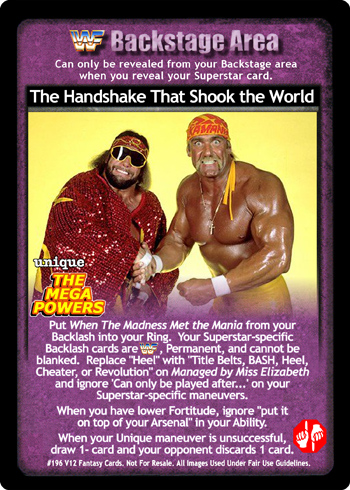 WF Backstage Area
Can only be revealed from your Backstage area
when you reveal your Superstar card.
The Handshake That Shook the World
KAMANIA
unique
THE
MEGA
POWERS
Put When The Madness Met the Mania from your
Backlash into your Ring. Your Superstar-specific
Backlash cards are WF, Permanent, and cannot be
blanked. Replace "Heel" with "Title Belts, BASH, Heel,
Cheater, or Revolution" on Managed by Miss Elizabeth
and ignore 'Can only be played after...' on your
Superstar-specific maneuvers.
When you have lower Fortitude, ignore "put it
on top of your Arsenal" in your Ability.
When your Unique maneuver is unsuccessful,
draw 1- card and your opponent discards 1 card.
#196 V12 Fantasy Cards. Not For Resale. All Images Used Under Fair Use Guidelines.